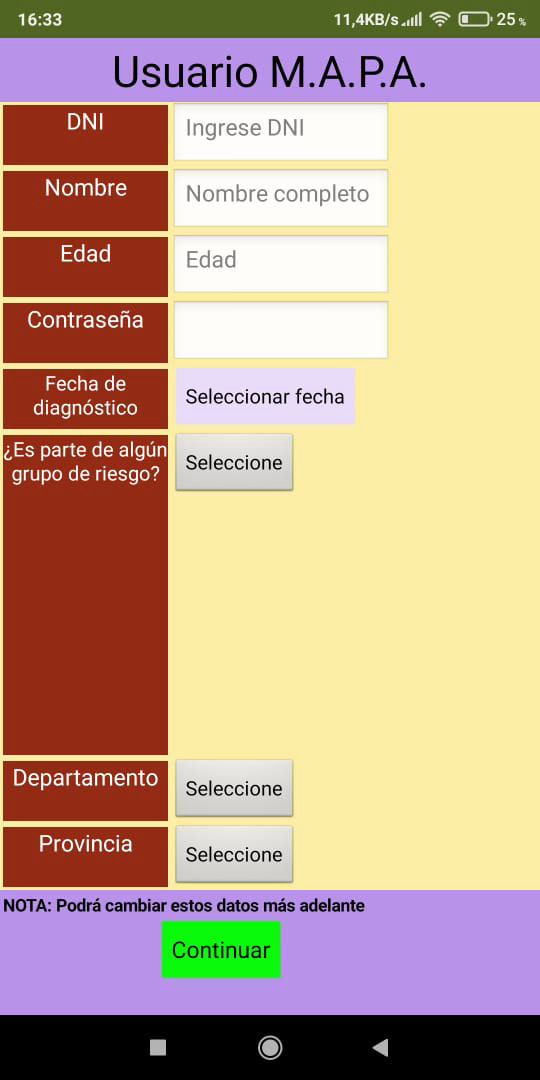 16:33
11,4KB/s 25 %
Usuario M.A.P.A.
DNI
Ingrese DNI
Nombre
Nombre completo
Edad
Edad
Contraseña
Fecha de
diagnóstico
Seleccionar fecha
¿Es parte de algún
grupo de riesgo?
Seleccione
Departamento
Seleccione
Provincia
Seleccione
NOTA: Podrá cambiar estos datos más adelante
Continuar